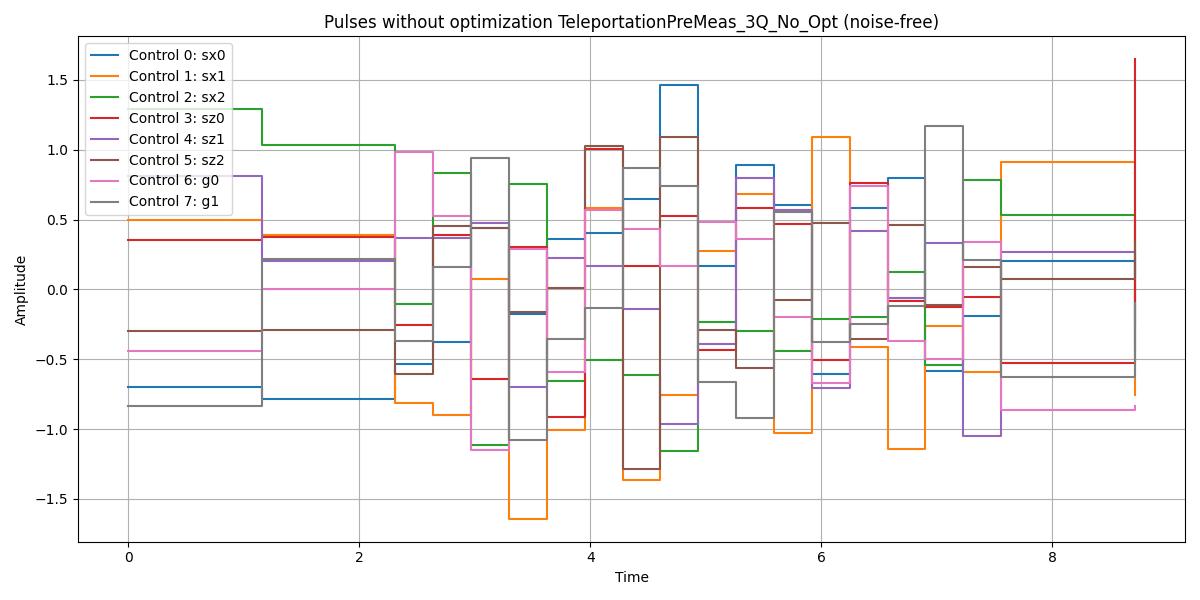 Pulses without optimization TeleportationPreMeas_3Q_No_Opt (noise-free)
Control 0: sx0
Control 1: sx1
Control 2: sx2
Control 3: sz0
Control 4: sz1
Control 5: sz2
Control 6: g0
Control 7: g1
Amplitude
1.5
1.0
0.5
0.0
−0.5
−1.0
−1.5
0 2 4 6 8
Time